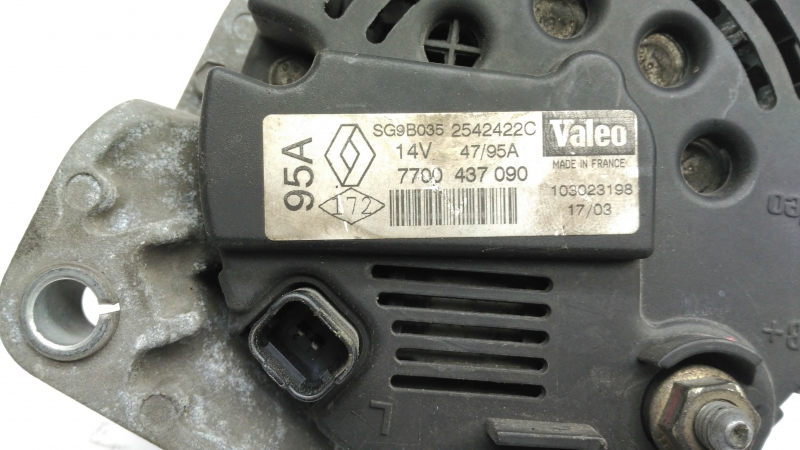 95A
172
SG9B035 2542422C
14V 47/95A
7700 437 090
Valeo
MADE IN FRANCE
103023198
17/03
B+
L